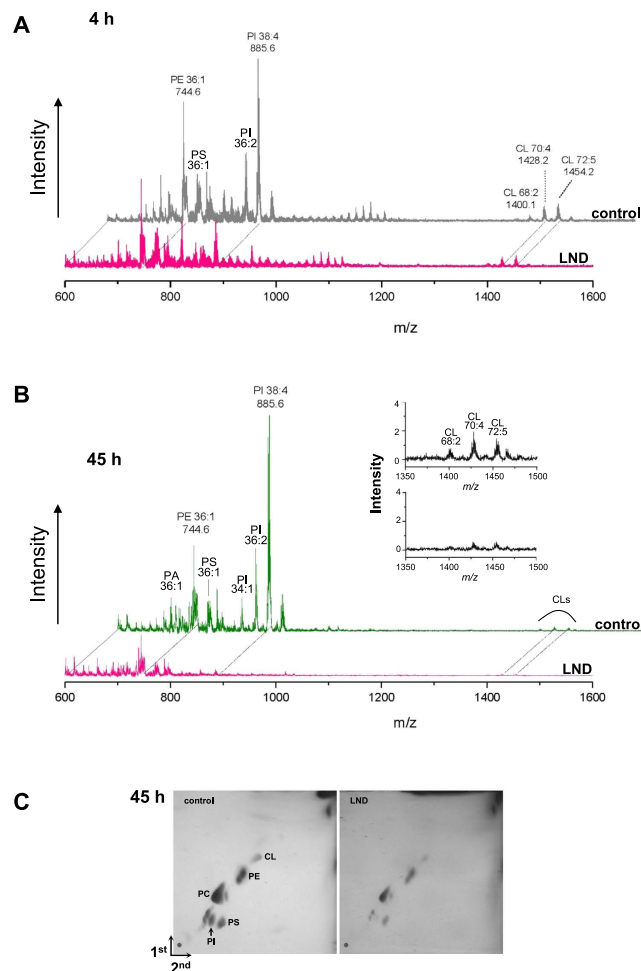 A
4 h
PI 38:4
885.6
PE 36:1
744.6
PS
36:1
PI
36:2
CL 70:4
1428.2
CL 72:5
1454.2
CL 68:2
1400.1
Intensity
control
LND
600
800
1000
1200
1400
1600
m/z
B
45 h
PI 38:4
885.6
PE 36:1
744.6
PA
36:1
PS
36:1
PI
34:1
PI
36:2
Intensity
4
2
0
CL
68:2
CL
70:4
CL
72:5
1350
1400
1450
1500
m/z
Intensity
4
2
0
1350
1400
1450
1500
m/z
CLs
contro
LND
600
800
1000
1200
1400
1600
m/z
C
45 h
control
LND
CL
PE
PC
PS
PI
1st
2nd